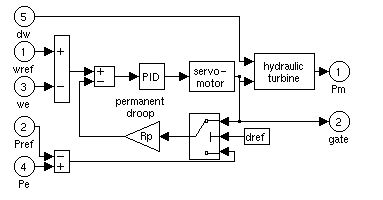 5
dw
1
wref
+
-
3
we
+
-
PID
servo-
motor
hydraulic
turbine
1
Pm
permanent
droop
Rp
dref
2
gate
2
Pref
-
+
4
Pe